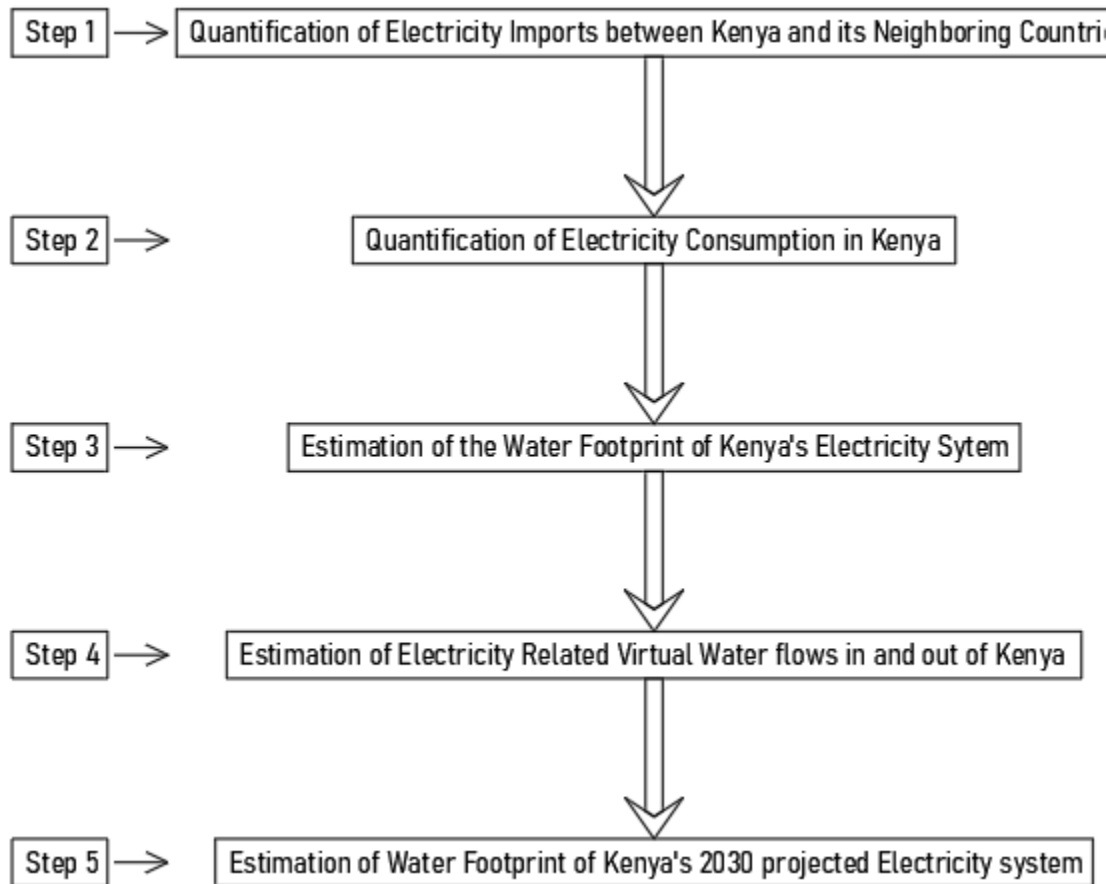 Step 1 Quantification of Electricity Imports between Kenya and its Neighboring Countri
Step 2 Quantification of Electricity Consumption in Kenya
Step 3 Estimation of the Water Footprint of Kenya's Electricity Sytem
Step 4 Estimation of Electricity Related Virtual Water flows in and out of Kenya
Step 5 Estimation of Water Footprint of Kenya's 2030 projected Electricity system